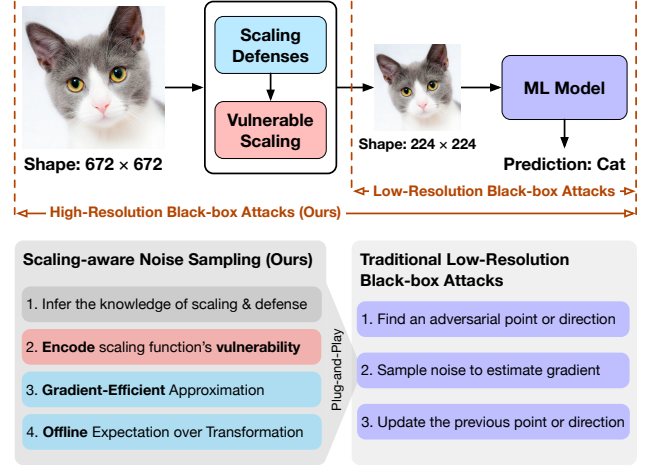 Scaling
Defenses
Vulnerable
Scaling
ML Model
Shape: 672 × 672
Shape: 224 × 224
Prediction: Cat
Low-Resolution Black-box Attacks
High-Resolution Black-box Attacks (Ours)
Scaling-aware Noise Sampling (Ours)
1. Infer the knowledge of scaling & defense
2. Encode scaling function's vulnerability
3. Gradient-Efficient Approximation
4. Offline Expectation over Transformation
Plug-and-Play
Traditional Low-Resolution
Black-box Attacks
1. Find an adversarial point or direction
2. Sample noise to estimate gradient
3. Update the previous point or direction